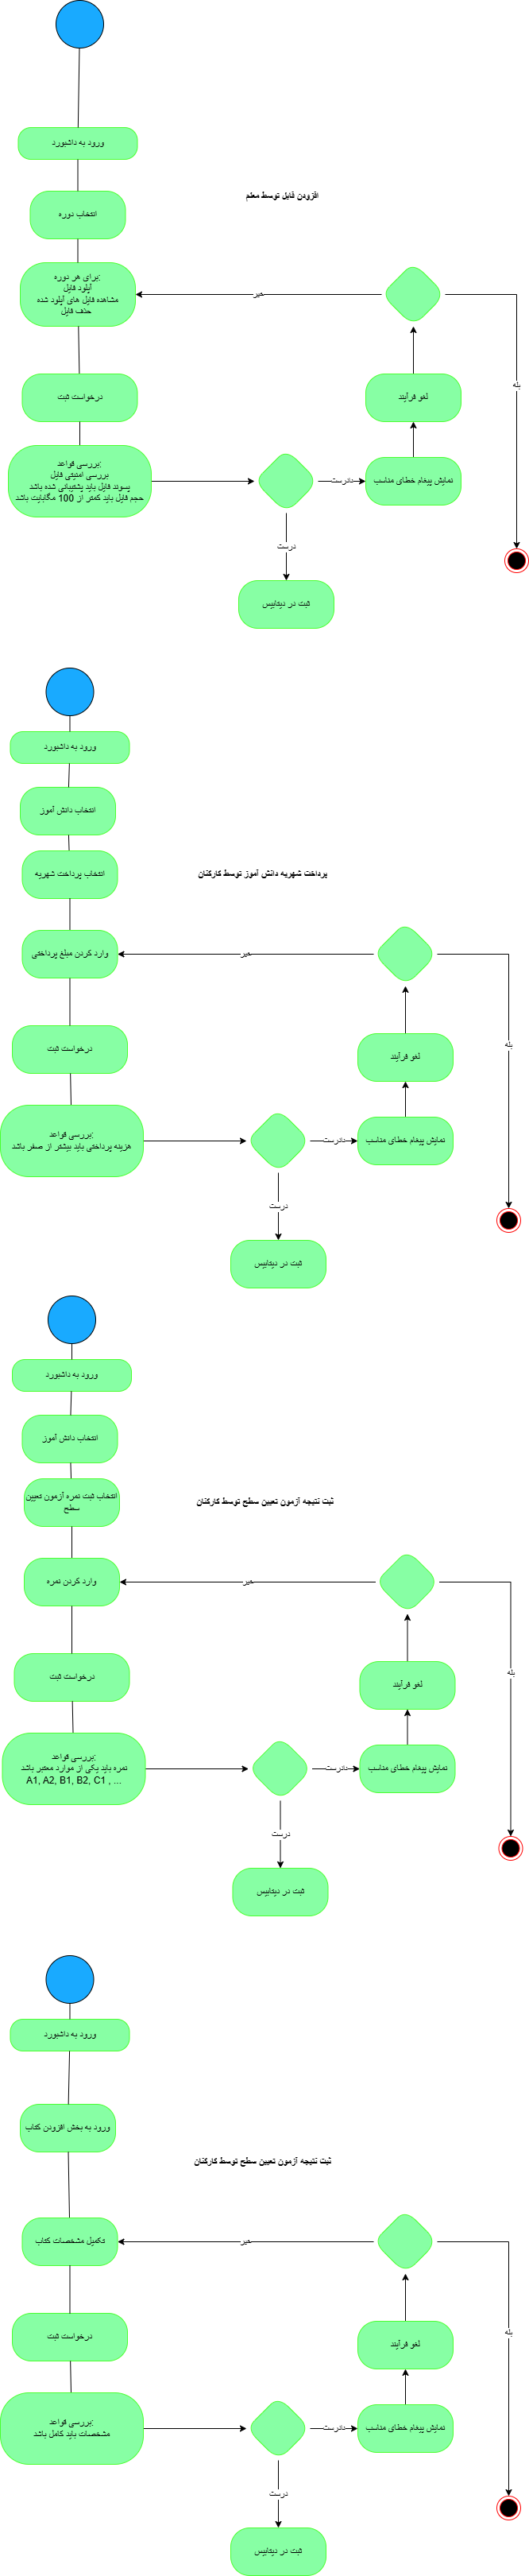 ورود به داشبورد
افزودن فایل توسط معلم
انتخاب دوره
برای هر دوره:
آپلود فایل
مشاهده فایل های آپلود شده
حذف فایل
خیر
بله
درخواست ثبت
لغو فرآیند
بررسی قواعد:
بررسی امنیتی فایل
پسوند فایل باید پشتیبانی شده باشد
حجم فایل باید کمتر از 100 مگابایت باشد
نادرست
نمایش پیغام خطای مناسب
درست
ثبت در دیتابیس
ورود به داشبورد
انتخاب دانش آموز
انتخاب پرداخت شهریه
پرداخت شهریه دانش آموز توسط کارکنان
وارد کردن مبلغ پرداختی
خیر
بله
درخواست ثبت
لغو فرآیند
بررسی قواعد:
هزینه پرداختی باید بیشتر از صفر باشد
نادرست
نمایش پیغام خطای مناسب
درست
ثبت در دیتابیس
ورود به داشبورد
انتخاب دانش آموز
انتخاب ثبت نمره آزمون تعیین
سطح
ثبت نتیجه آزمون تعیین سطح توسط کارکنان
وارد کردن نمره
خیر
بله
درخواست ثبت
لغو فرآیند
بررسی قواعد:
نمره باید یکی از موارد معتبر باشد
A1, A2, B1, B2, C1 , ...
نادرست
نمایش پیغام خطای مناسب
درست
ثبت در دیتابیس
ورود به داشبورد
ورود به بخش افزودن کتاب
ثبت نتیجه آزمون تعیین سطح توسط کارکنان
تکمیل مشخصات کتاب
خیر
بله
درخواست ثبت
لغو فرآیند
بررسی قواعد:
مشخصات باید کامل باشد
نادرست
نمایش پیغام خطای مناسب
درست
ثبت در دیتابیس